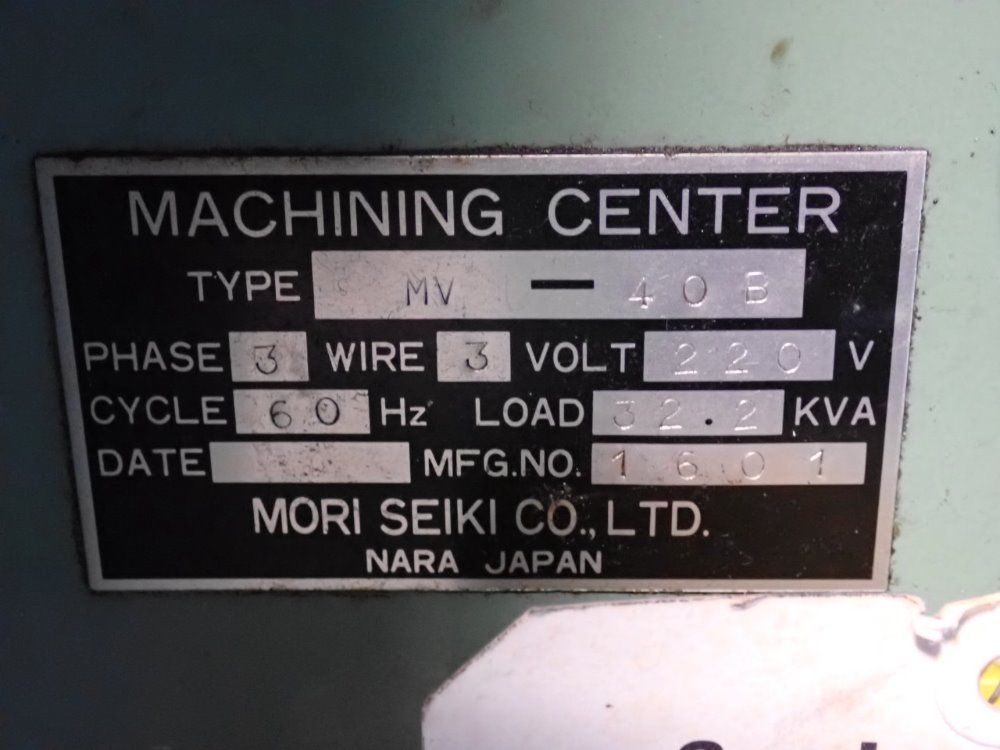 MACHINING CENTER
TYPE MV — 40B
PHASE 3 WIRE 3 VOLT 220 V
CYCLE 60 Hz LOAD 32.2 KVA
DATE MFG.NO. 1601
MORI SEIKI CO., LTD.
NARA JAPAN